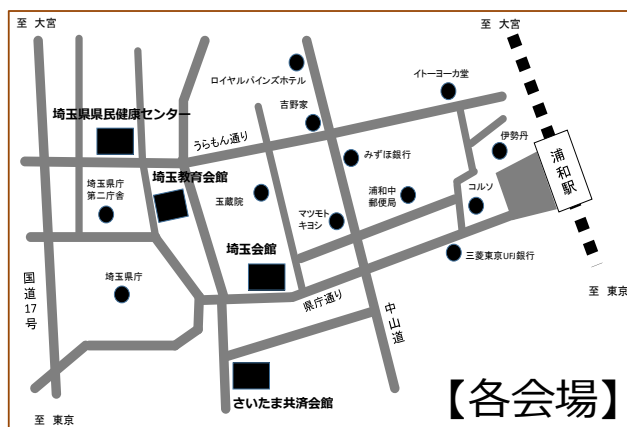 至 大宮
至 大宮
ロイヤルパインズホテル
イトーヨーカ堂
吉野家
埼玉県県民健康センター
うらもん通り
伊勢丹
浦和駅
みずほ銀行
埼玉教育会館
埼玉県庁
第二庁舎
玉蔵院
浦和中
郵便局
コルソ
マツモト
キヨシ
埼玉会館
三菱東京UFJ銀行
埼玉県庁
国道17号
県庁通り
中山道
至 東京
さいたま共済会館
【各会場】
至 東京